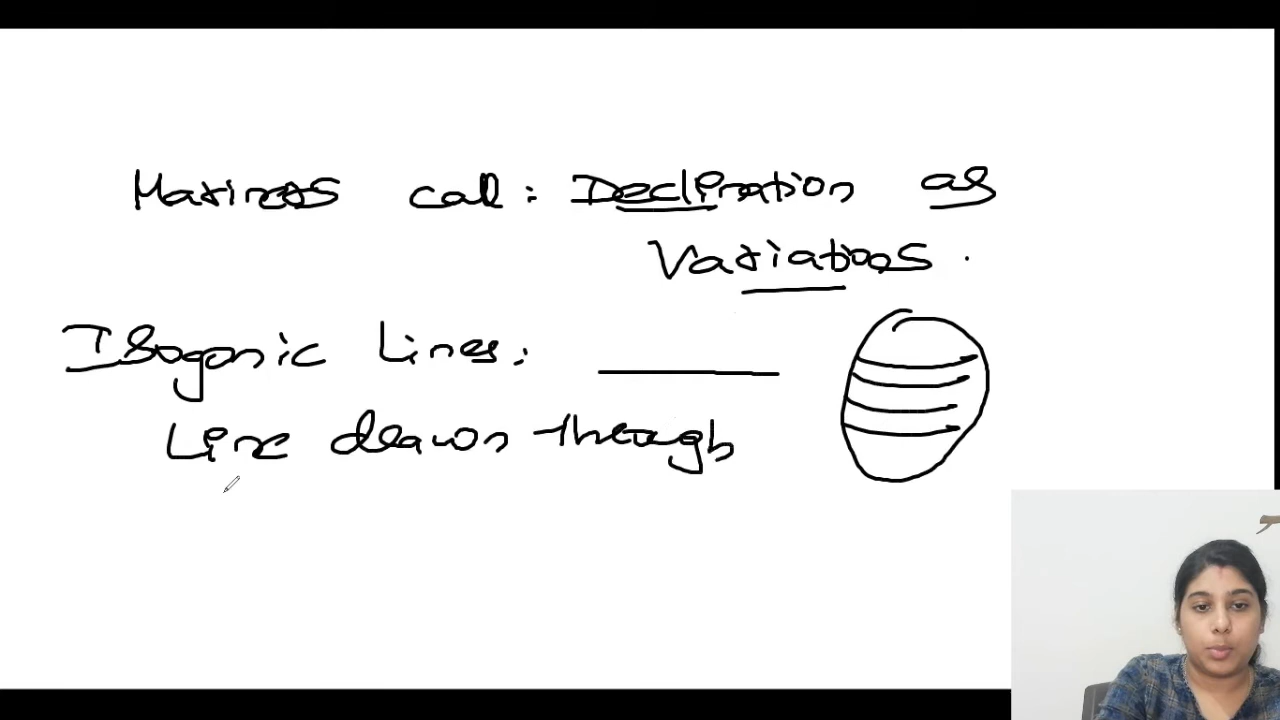 Mariners call : Declination as
Variations .
Isogonic Lines :
Line drawn through